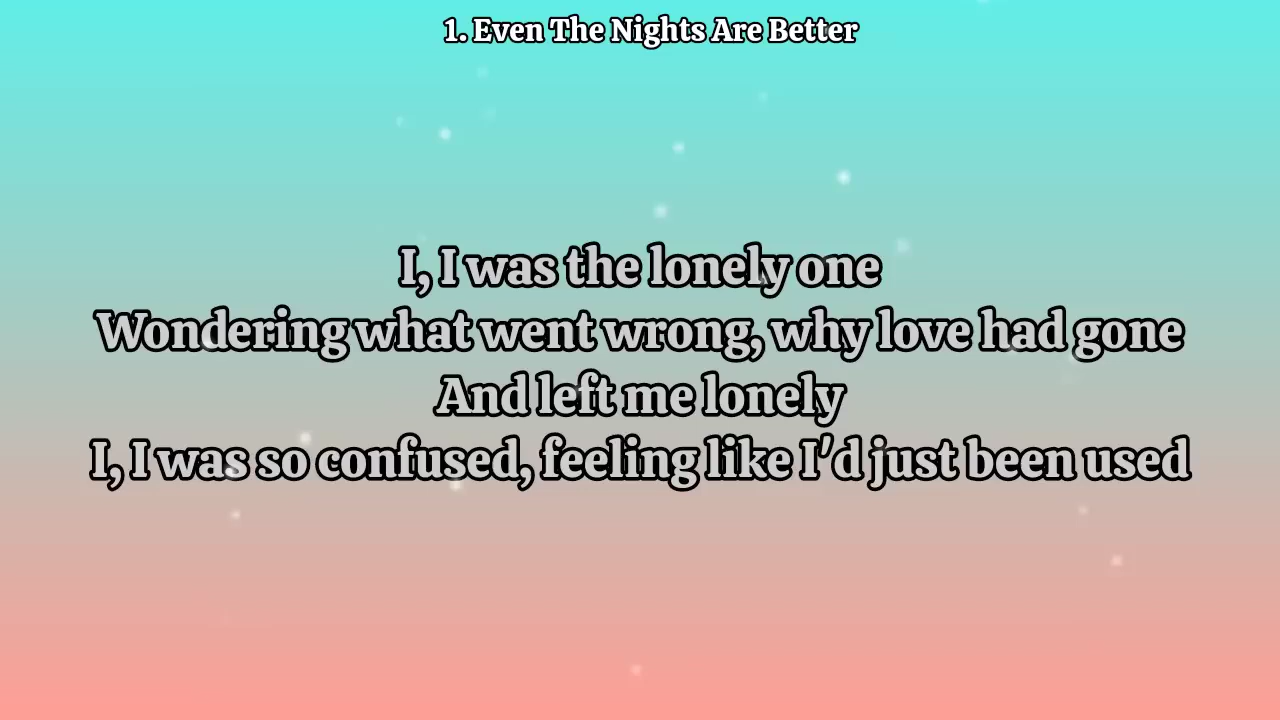 1. Even The Nights Are Better
I, I was the lonely one
Wondering what went wrong, why love had gone
And left me lonely
I, I was so confused, feeling like I'd just been used